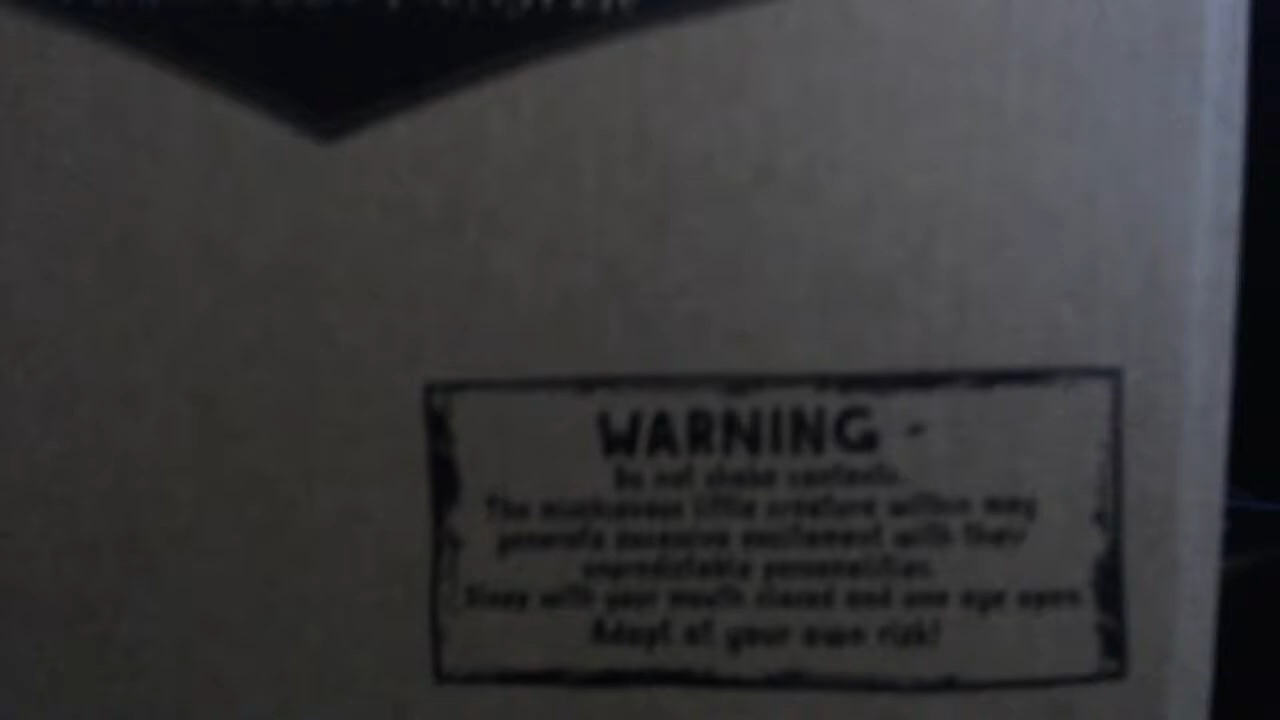 WARNING -
Do not shake contents.
The mischievous little creature within may
generate excessive excitement with their
unpredictable personalities.
Sleep with your mouth closed and one eye open.
Adopt at your own risk!